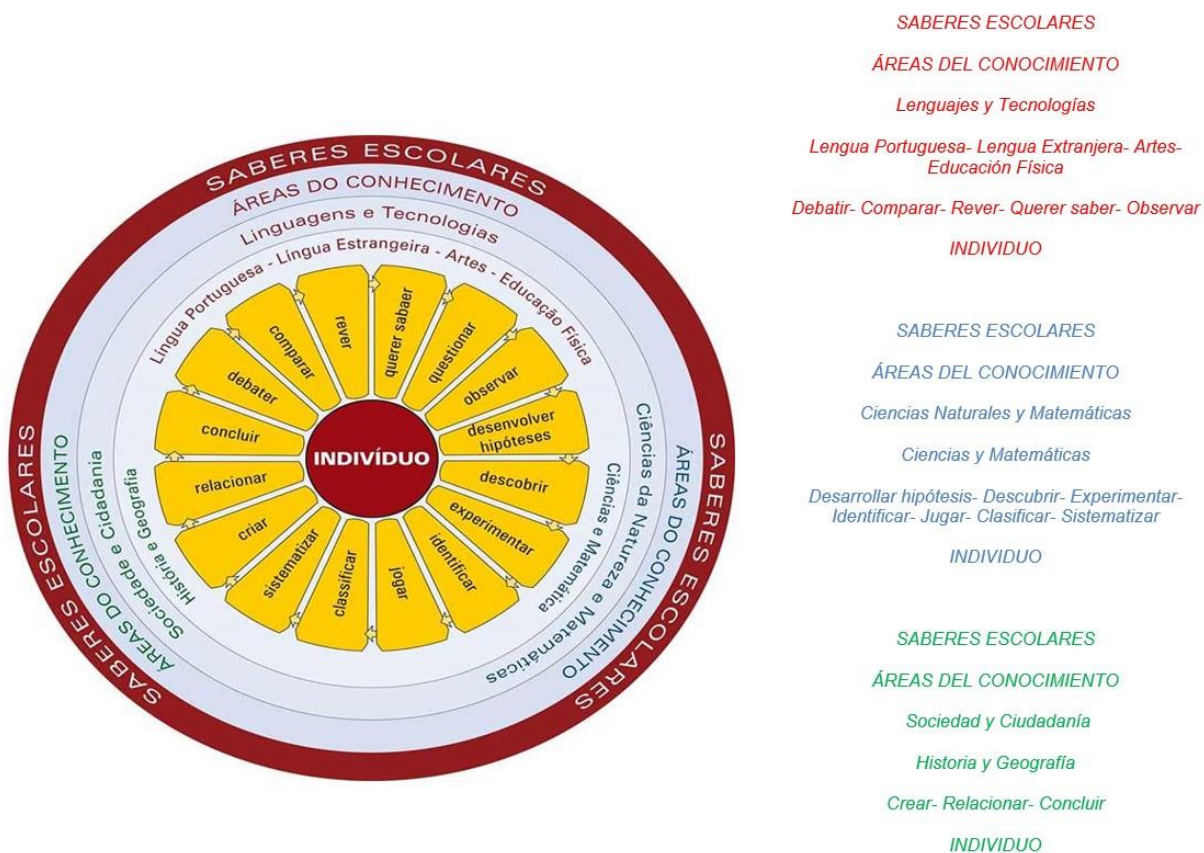 SABERES ESCOLARES
ÁREAS DO CONHECIMENTO
Linguagens e Tecnologias
Língua Portuguesa - Língua Estrangeira - Artes - Educação Física
SABERES ESCOLARES
ÁREAS DO CONHECIMENTO
Ciências da Natureza e Matemáticas
Ciências e Matemática
SABERES ESCOLARES
ÁREAS DO CONHECIMENTO
Sociedade e Cidadania
História e Geografia
rever
querer sabaer
questionar
observar
desenvolver
hipóteses
descobrir
experimentar
identificar
jogar
classificar
sistematizar
criar
relacionar
concluir
debater
comparar
INDIVÍDUO
SABERES ESCOLARES
ÁREAS DEL CONOCIMIENTO
Lenguajes y Tecnologías
Lengua Portuguesa- Lengua Extranjera- Artes-
Educación Física
Debatir- Comparar- Rever- Querer saber- Observar
INDIVIDUO
SABERES ESCOLARES
ÁREAS DEL CONOCIMIENTO
Ciencias Naturales y Matemáticas
Ciencias y Matemáticas
Desarrollar hipótesis- Descubrir- Experimentar-
Identificar- Jugar- Clasificar- Sistematizar
INDIVIDUO
SABERES ESCOLARES
ÁREAS DEL CONOCIMIENTO
Sociedad y Ciudadanía
Historia y Geografía
Crear- Relacionar- Concluir
INDIVIDUO